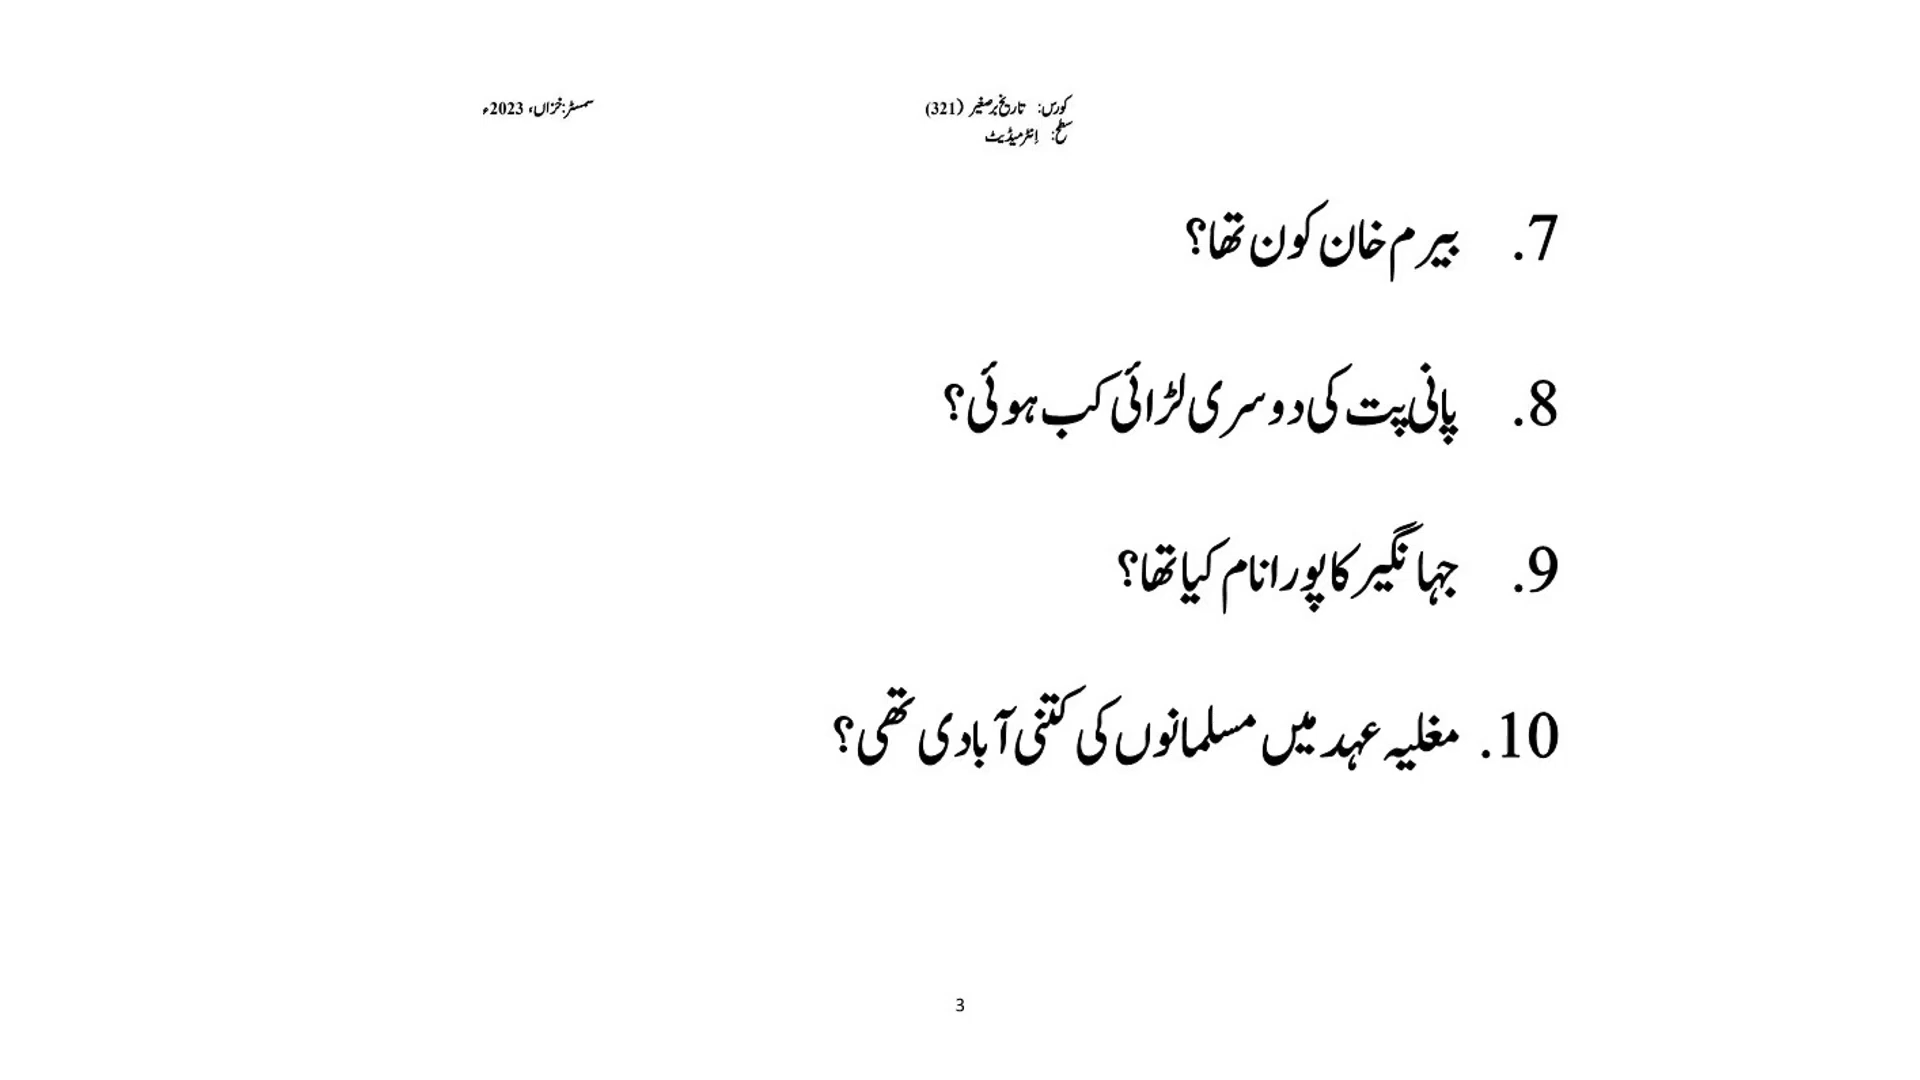 کورس: تاریخ برصغیر (321) سمسٹر: خزاں، 2023ء
سطح: انٹرمیڈیٹ
7. بیرم خان کون تھا؟
8. پانی پت کی دوسری لڑائی کب ہوئی؟
9. جہانگیر کا پورا نام کیا تھا؟
10. مغلیہ عہد میں مسلمانوں کی کتنی آبادی تھی؟
3